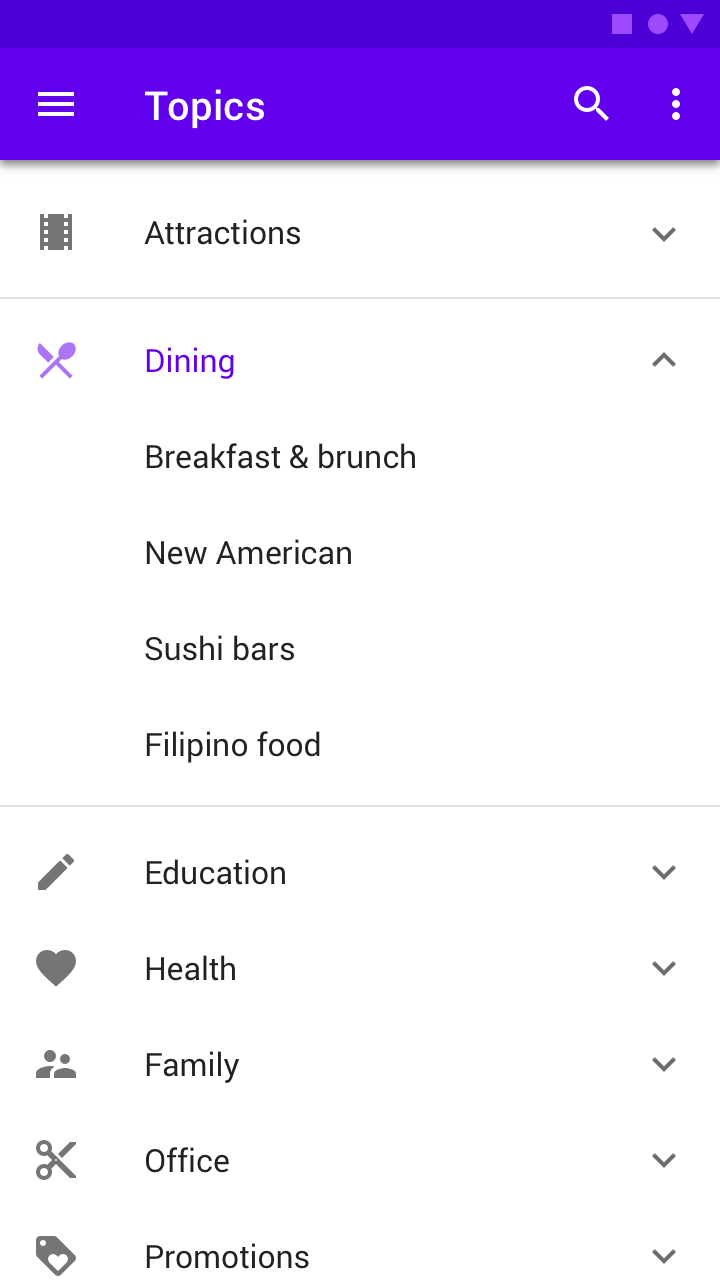 Topics
Attractions
Dining
Breakfast & brunch
New American
Sushi bars
Filipino food
Education
Health
Family
Office
Promotions